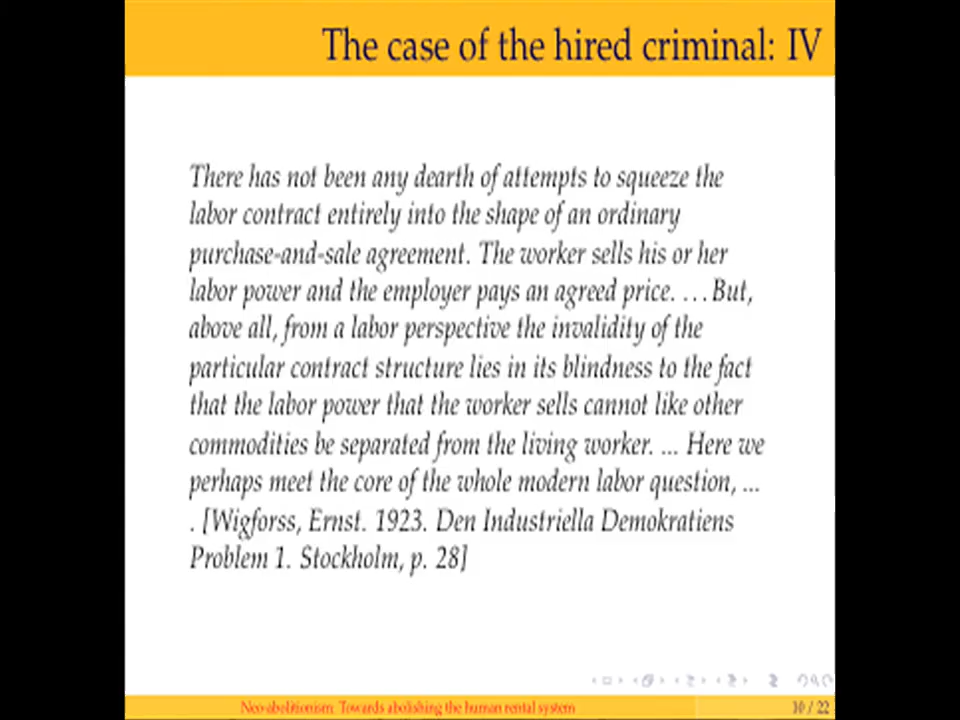 The case of the hired criminal: IV
There has not been any dearth of attempts to squeeze the
labor contract entirely into the shape of an ordinary
purchase-and-sale agreement. The worker sells his or her
labor power and the employer pays an agreed price. ... But,
above all, from a labor perspective the invalidity of the
particular contract structure lies in its blindness to the fact
that the labor power that the worker sells cannot like other
commodities be separated from the living worker. ... Here we
perhaps meet the core of the whole modern labor question, ...
. [Wigforss, Ernst. 1923. Den Industriella Demokratiens
Problem 1. Stockholm, p. 28]
Neo-abolitionism: Towards abolishing the human rental system
10 / 22